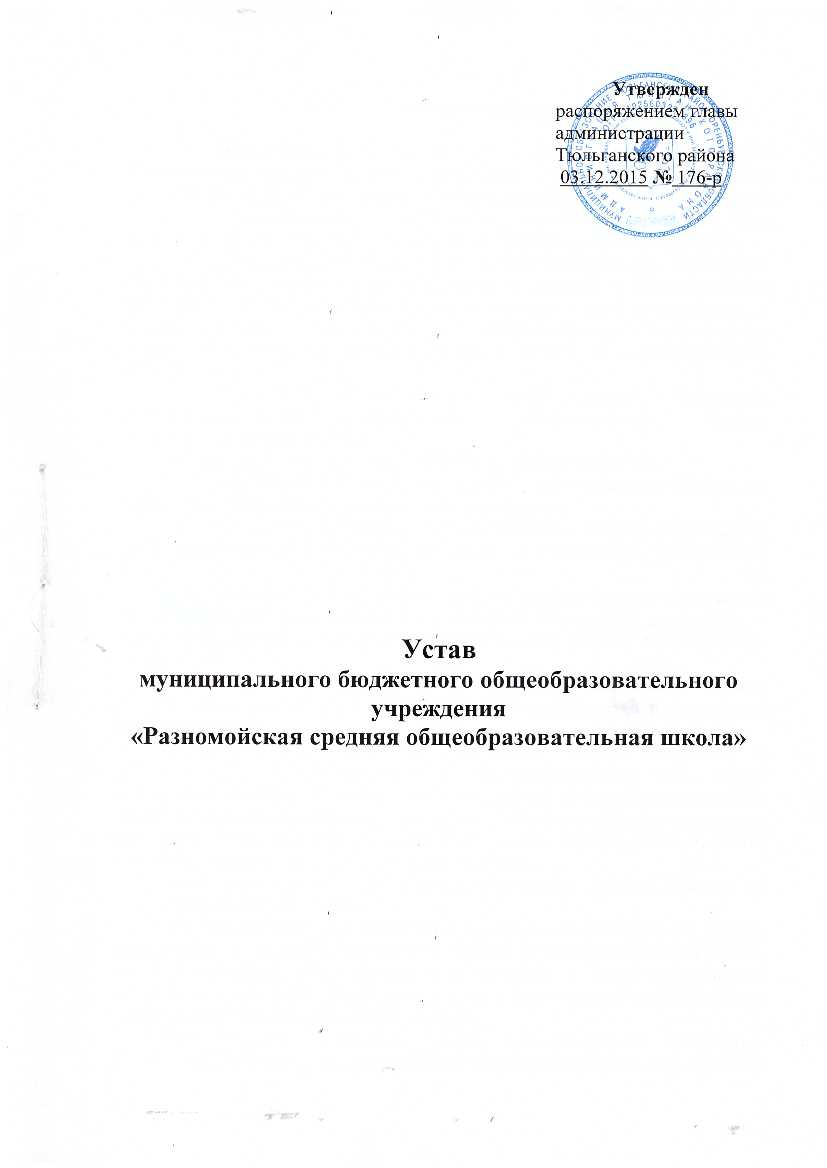 Утвержден
распоряжением главы
администрации
Тюльганского района
03.12.2015 № 176-р
Устав
муниципального бюджетного общеобразовательного
учреждения
«Разномойская средняя общеобразовательная школа»